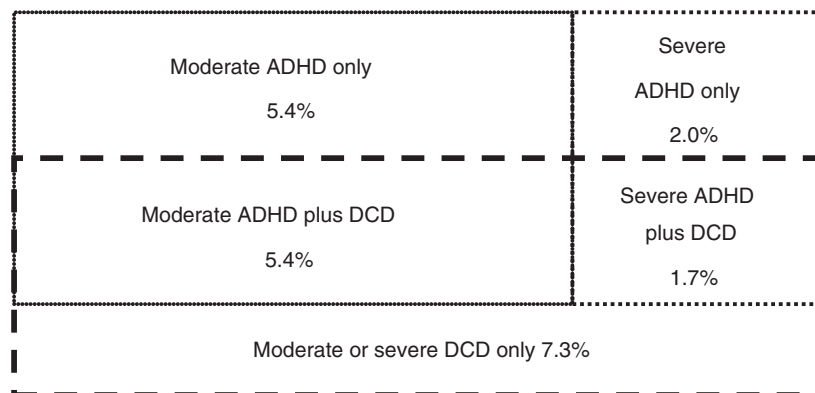 Moderate ADHD only
5.4%
Severe
ADHD only
2.0%
Moderate ADHD plus DCD
5.4%
Severe ADHD
plus DCD
1.7%
Moderate or severe DCD only 7.3%